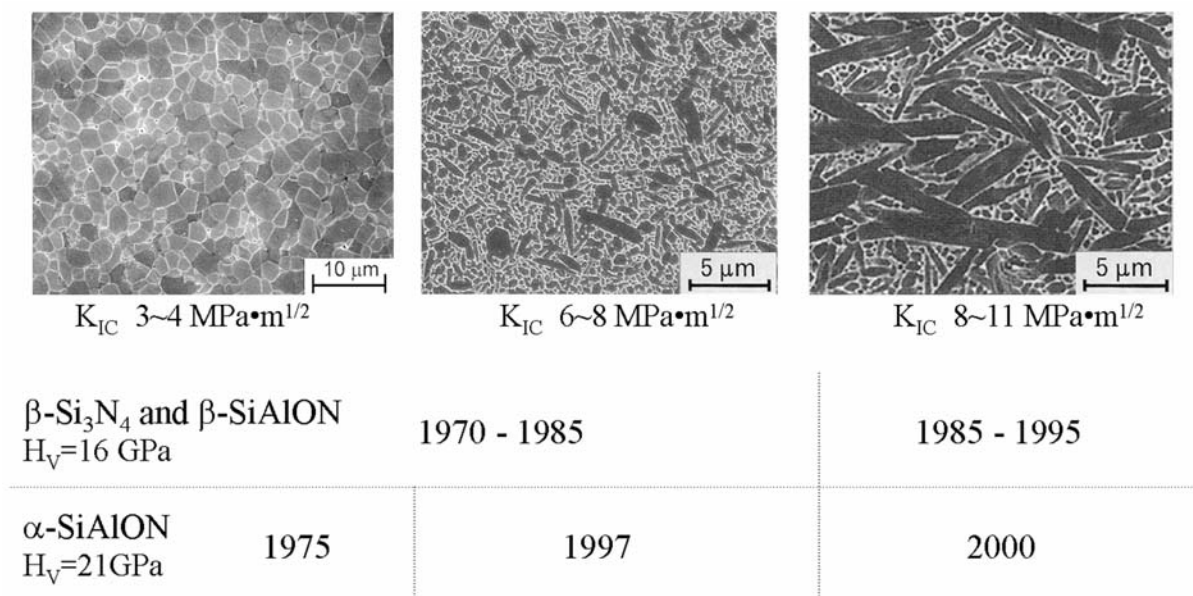 10 μm
5 μm
5 μm
K_IC 3~4 MPa•m^1/2
K_IC 6~8 MPa•m^1/2
K_IC 8~11 MPa•m^1/2
β-Si₃N₄ and β-SiAlON
H_V=16 GPa
1970 - 1985
1985 - 1995
α-SiAlON
H_V=21GPa
1975
1997
2000